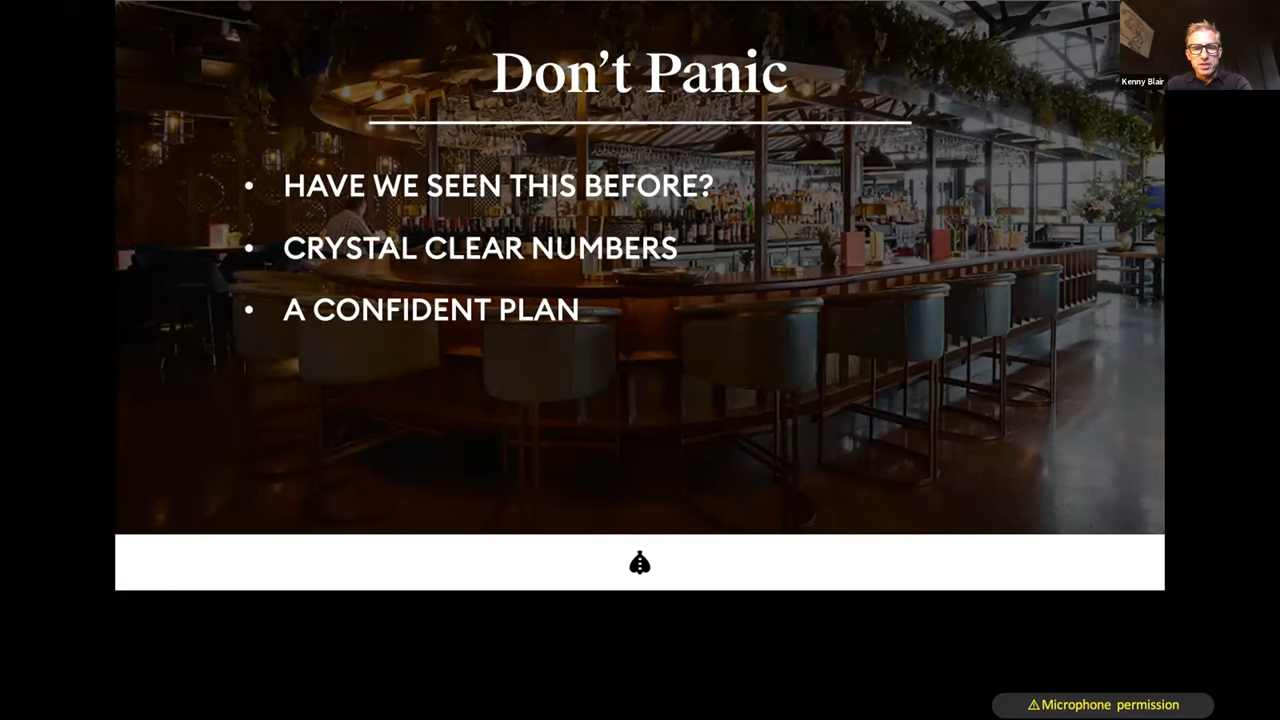 Don’t Panic
Kenny Blair
• HAVE WE SEEN THIS BEFORE?
• CRYSTAL CLEAR NUMBERS
• A CONFIDENT PLAN
⚠Microphone permission